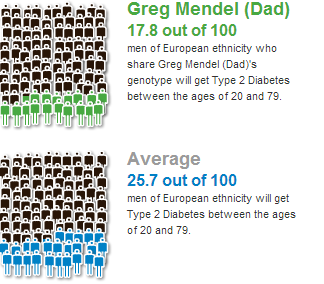 Greg Mendel (Dad)
17.8 out of 100
men of European ethnicity who
share Greg Mendel (Dad)'s
genotype will get Type 2 Diabetes
between the ages of 20 and 79.
Average
25.7 out of 100
men of European ethnicity will get
Type 2 Diabetes between the ages
of 20 and 79.